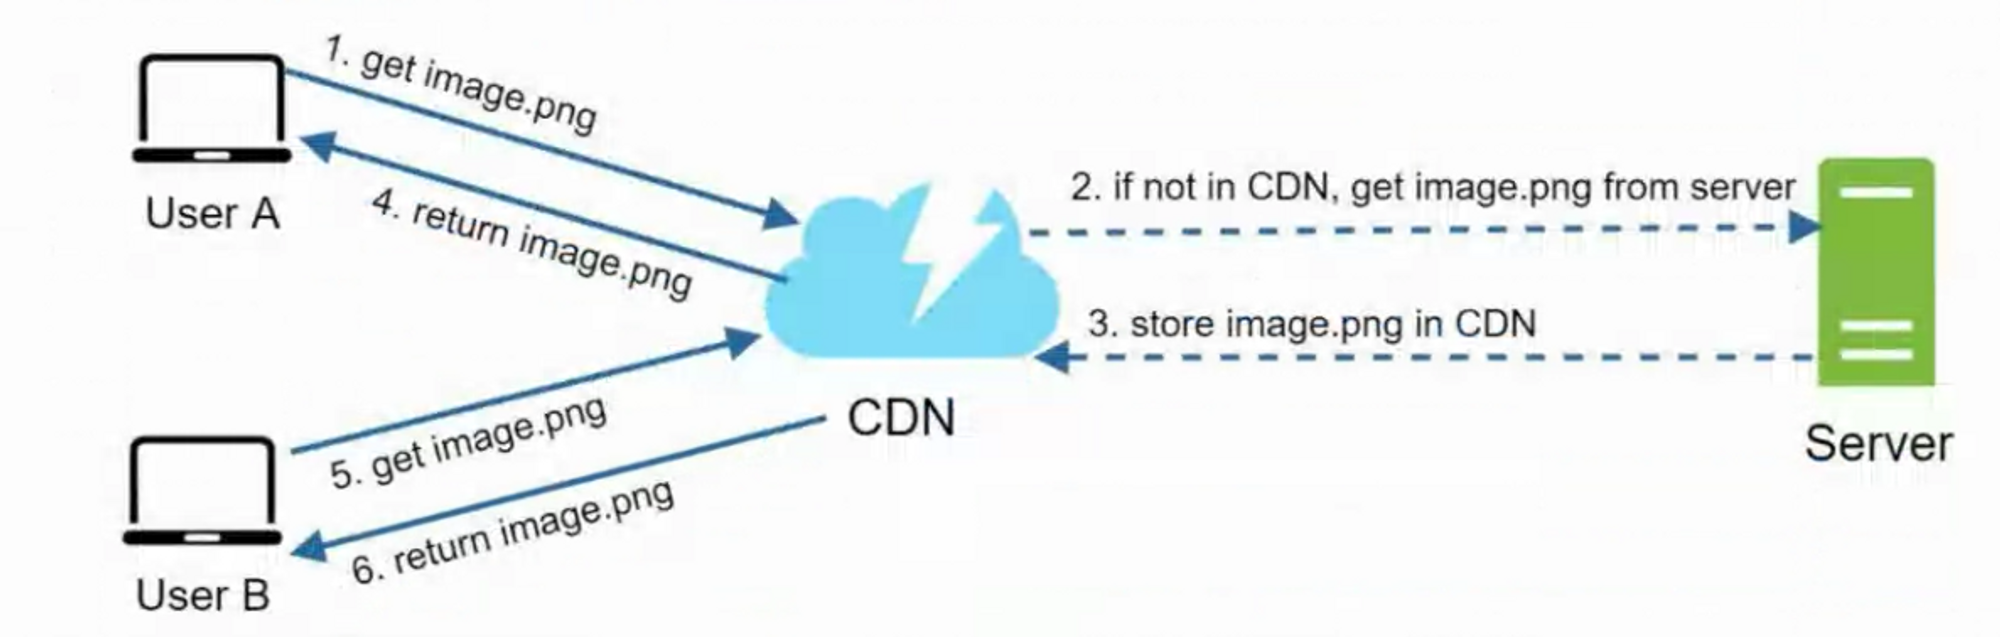 1. get image.png
User A
4. return image.png
2. if not in CDN, get image.png from server
3. store image.png in CDN
CDN
Server
5. get image.png
6. return image.png
User B